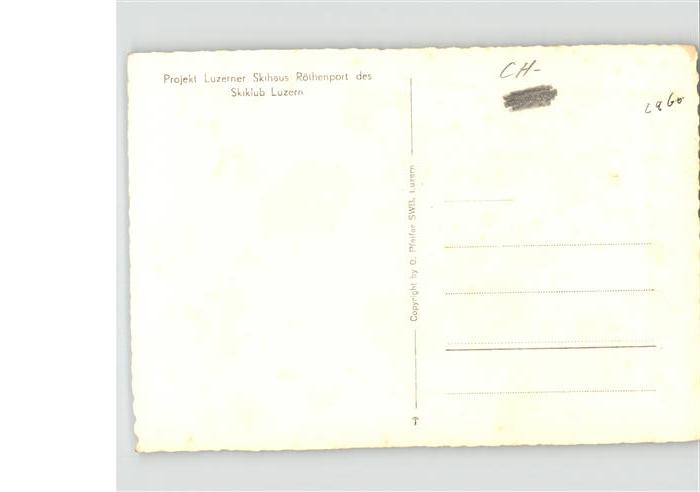 Projekt Luzerner Skihaus Röthenport des
Skiklub Luzern
CH-
Copyright by O. Pfeifer SWB, Luzern